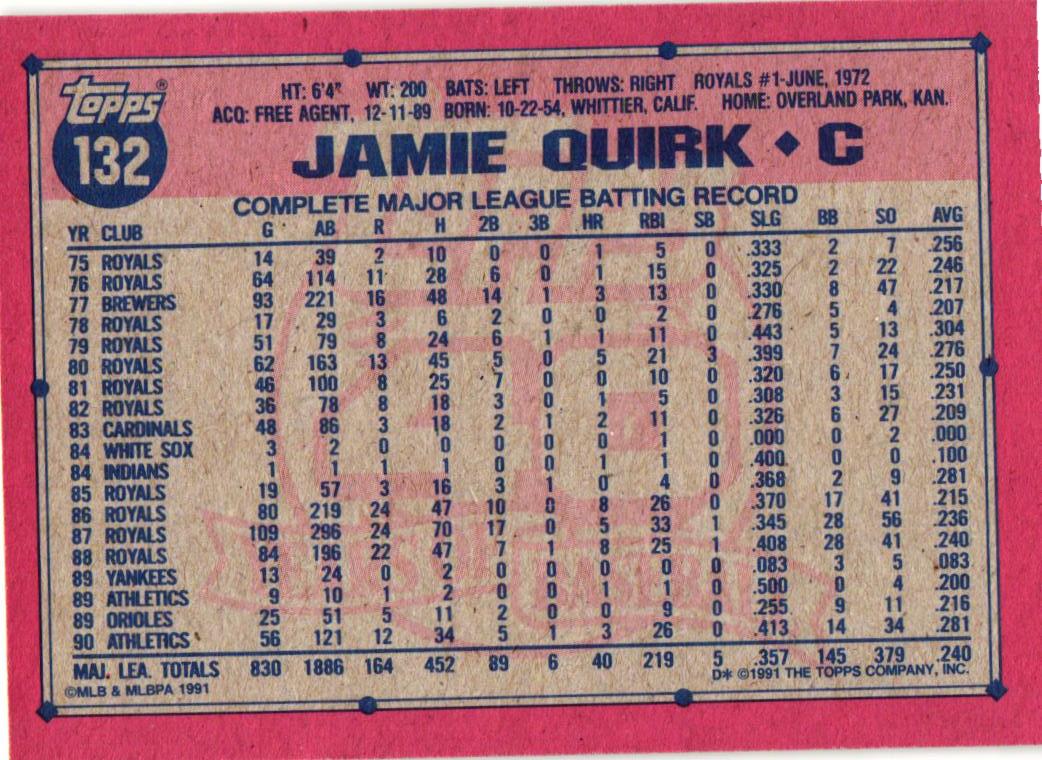 topps®
132
HT: 6'4" WT: 200 BATS: LEFT THROWS: RIGHT ROYALS #1-JUNE, 1972
ACQ: FREE AGENT, 12-11-89 BORN: 10-22-54, WHITTIER, CALIF. HOME: OVERLAND PARK, KAN.
JAMIE QUIRK ♦ C
COMPLETE MAJOR LEAGUE BATTING RECORD
YR CLUB G AB R H 2B 3B HR RBI SB SLG BB SO AVG
75 ROYALS 14 39 2 10 0 0 1 5 0 .333 2 7 .256
76 ROYALS 64 114 11 28 6 0 1 15 0 .325 2 22 .246
77 BREWERS 93 221 16 48 14 1 3 13 0 .330 8 47 .217
78 ROYALS 17 29 3 6 2 0 0 2 0 .276 5 4 .207
79 ROYALS 51 79 8 24 6 1 1 11 0 .443 5 13 .304
80 ROYALS 62 163 13 45 5 0 5 21 3 .399 7 24 .276
81 ROYALS 46 100 8 25 7 0 0 10 0 .320 6 17 .250
82 ROYALS 36 78 8 18 3 0 1 5 0 .308 3 15 .231
83 CARDINALS 48 86 3 18 2 1 2 11 0 .326 6 27 .209
84 WHITE SOX 3 2 0 0 0 0 0 1 0 .000 0 2 .000
84 INDIANS 1 1 1 1 0 0 1 1 0 .400 0 0 .100
85 ROYALS 19 57 3 16 3 1 0 4 0 .368 2 9 .281
86 ROYALS 80 219 24 47 10 0 8 26 0 .370 17 41 .215
87 ROYALS 109 296 24 70 17 0 5 33 1 .345 28 56 .236
88 ROYALS 84 196 22 47 7 1 8 25 1 .408 28 41 .240
89 YANKEES 13 24 0 2 0 0 0 0 0 .083 3 5 .083
89 ATHLETICS 9 10 1 2 0 0 1 1 0 .500 0 4 .200
89 ORIOLES 25 51 5 11 2 0 0 9 0 .255 9 11 .216
90 ATHLETICS 56 121 12 34 5 1 3 26 0 .413 14 34 .281
MAJ. LEA. TOTALS 830 1886 164 452 89 6 40 219 5 .357 145 379 .240
©MLB & MLBPA 1991 D* ©1991 THE TOPPS COMPANY, INC.